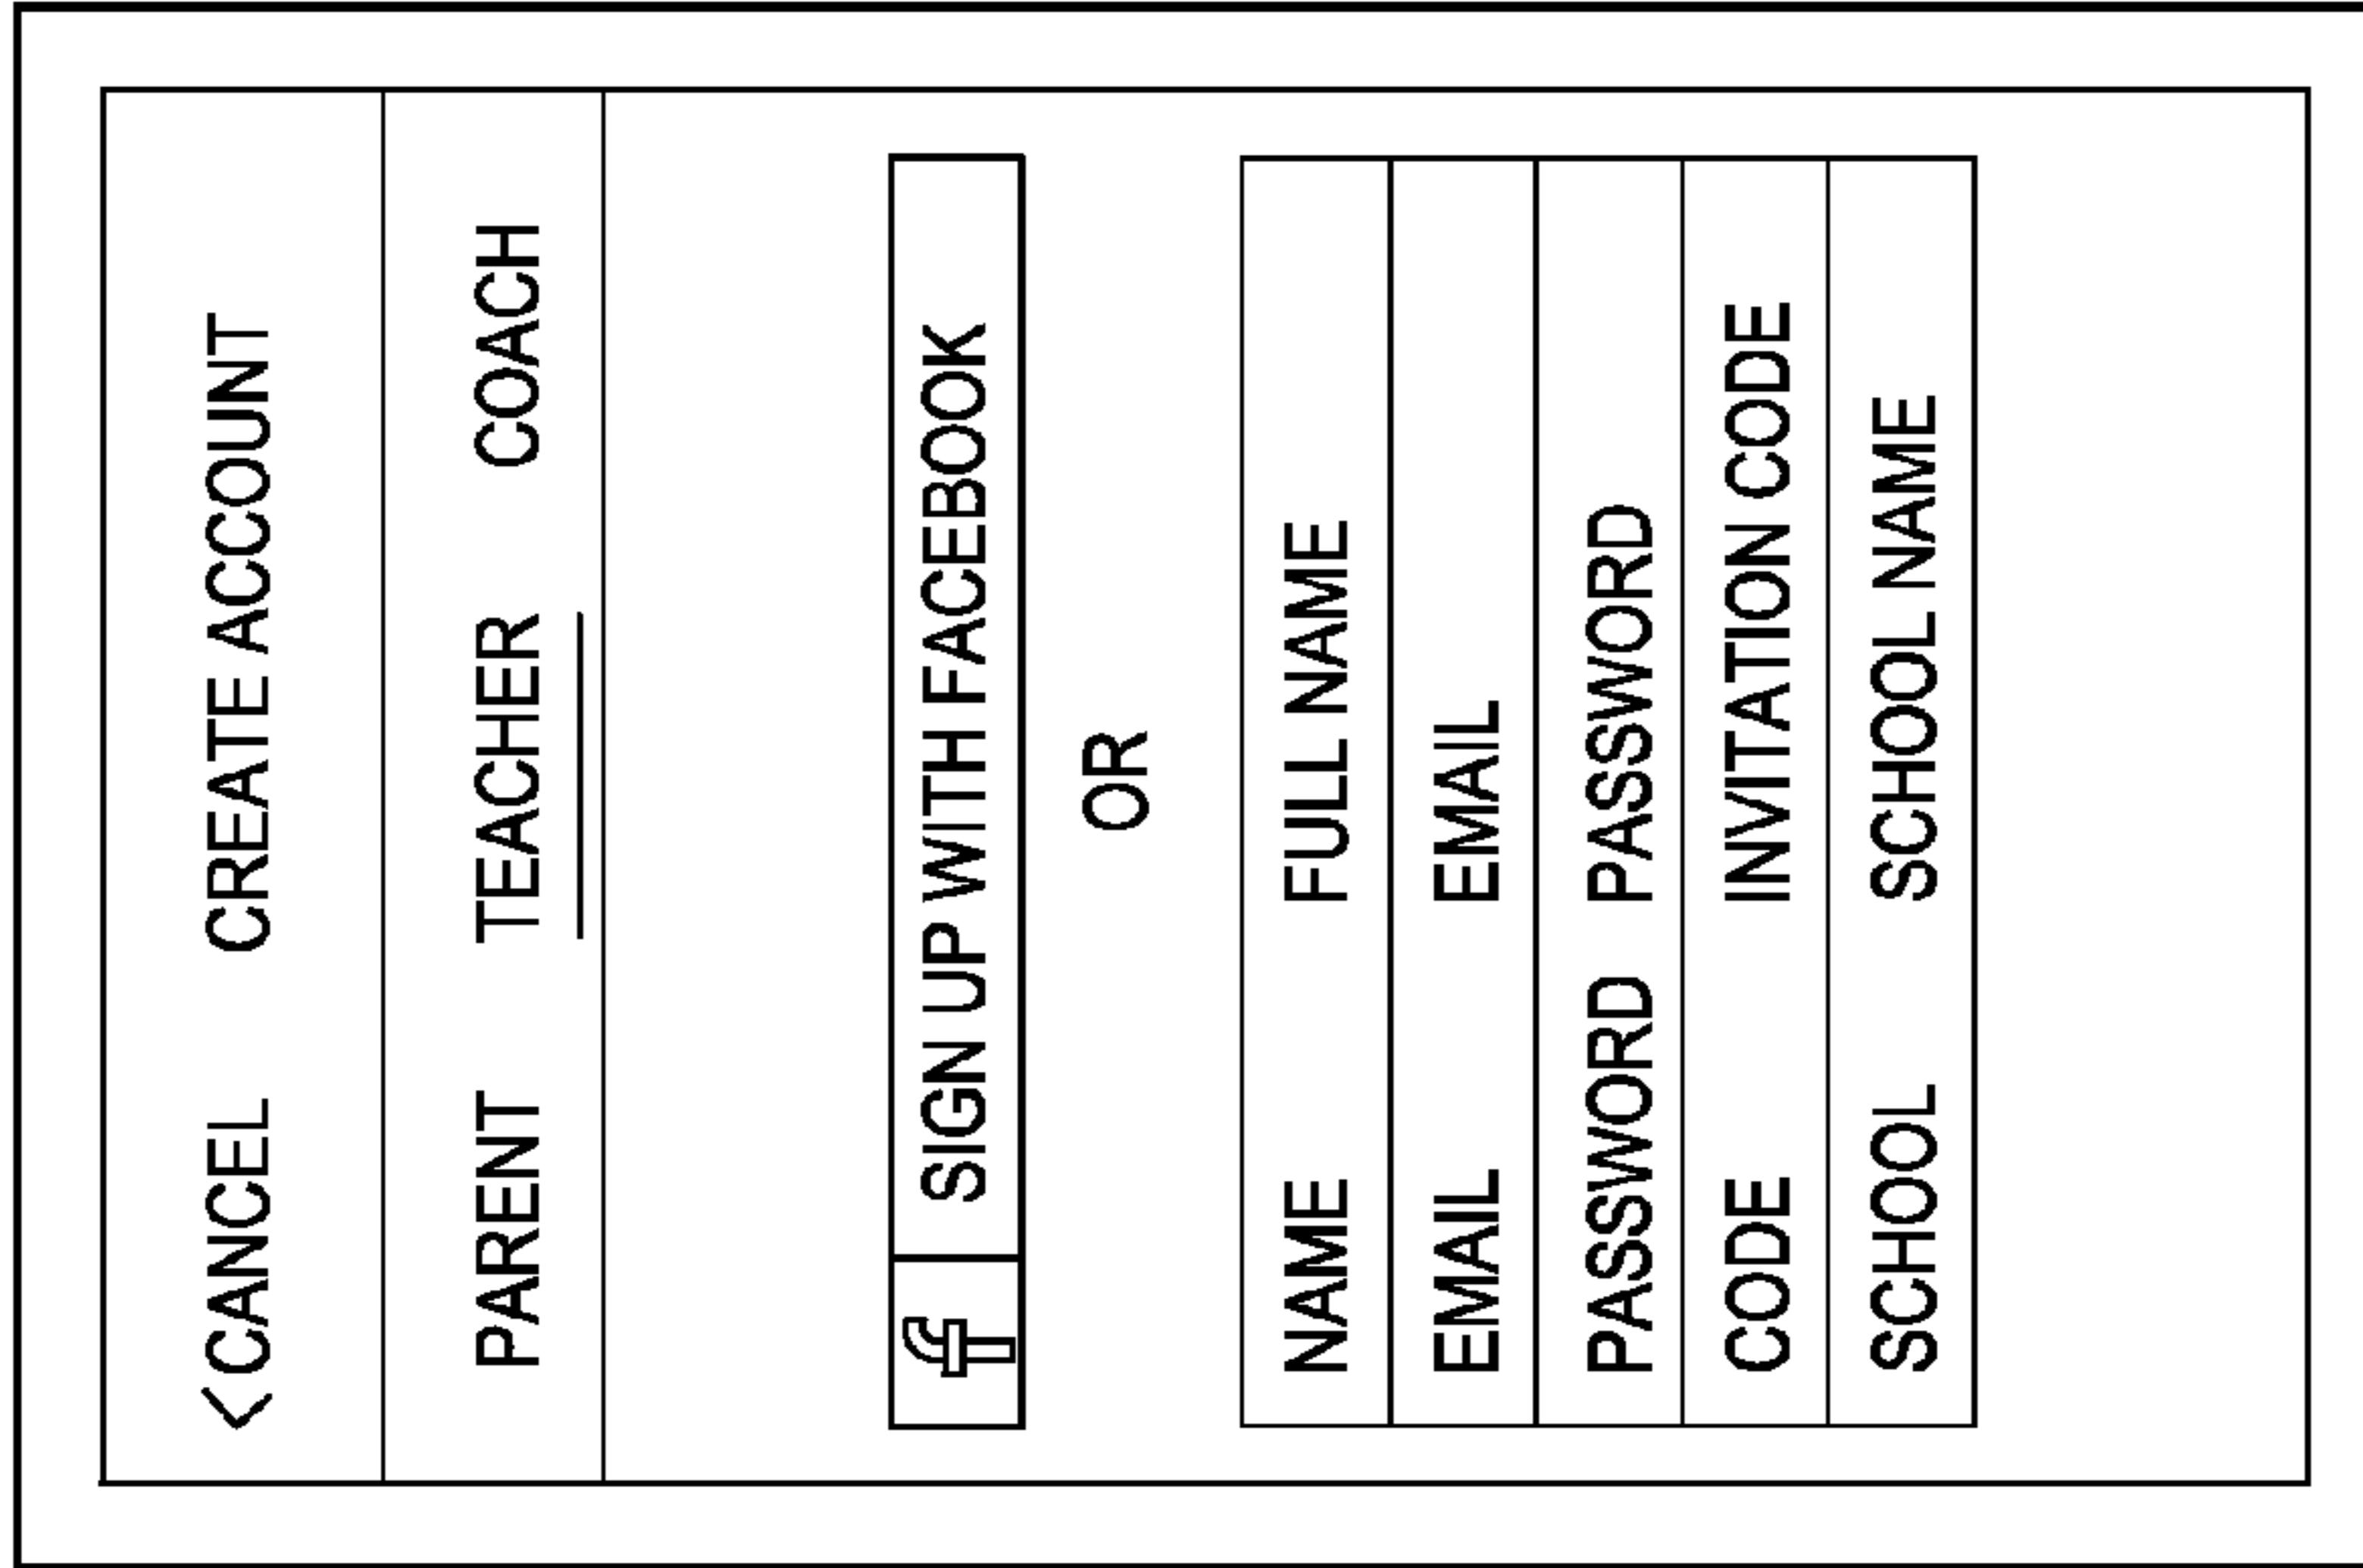 <CANCEL CREATE ACCOUNT
PARENT TEACHER COACH
f SIGN UP WITH FACEBOOK
OR
NAME FULL NAME
EMAIL EMAIL
PASSWORD PASSWORD
CODE INVITATION CODE
SCHOOL SCHOOL NAME